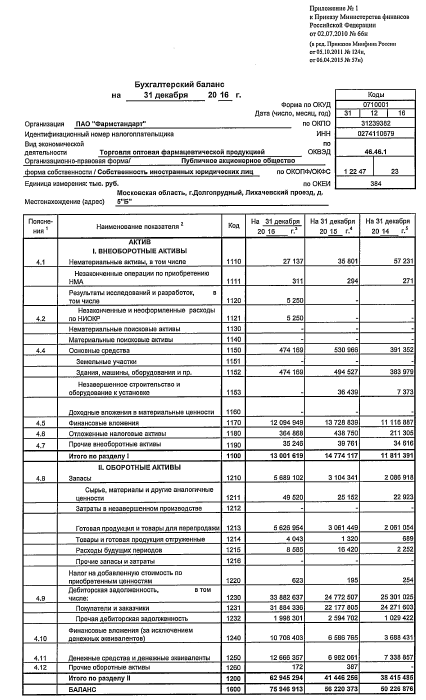 Приложение № 1
к Приказу Министерства финансов
Российской Федерации
от 02.07.2010 № 66н
(в ред. Приказов Минфина России
от 05.10.2011 № 124н,
от 06.04.2015 № 57н)
Бухгалтерский баланс
на 31 декабря 20 16 г.
Коды
Форма по ОКУД 0710001
Дата (число, месяц, год) 31 12 16
Организация ПАО "Фармстандарт" по ОКПО 31239382
Идентификационный номер налогоплательщика ИНН 0274110679
Вид экономической
деятельности Торговля оптовая фармацевтической продукцией ОКВЭД 46.46.1
Организационно-правовая форма/ Публичное акционерное общество
форма собственности / Собственность иностранных юридических лиц по ОКОПФ/ОКФС 1 22 47 23
Единица измерения: тыс. руб. по ОКЕИ 384
Московская область, г.Долгопрудный, Лихачевский проезд, д.
Местонахождение (адрес) 5"Б"
Поясне-ния 1 Наименование показателя 2 Код На 31 декабря 20 16 г.3 На 31 декабря 20 15 г.4 На 31 декабря 20 14 г.5
АКТИВ
I. ВНЕОБОРОТНЫЕ АКТИВЫ
4.1 Нематериальные активы, в том числе 1110 27 137 35 801 57 231
Незаконченные операции по приобретению
НМА 1111 311 294 271
Результаты исследований и разработок, в
том числе 1120 5 250 - -
4.2 Незаконченные и неоформленные расходы
по НИОКР 1121 5 250 - -
Нематериальные поисковые активы 1130 - - -
Материальные поисковые активы 1140 - - -
4.4 Основные средства 1150 474 169 530 966 391 352
Земельные участки 1151 - - -
Здания, машины, оборудования и пр. 1152 474 169 494 527 383 979
Незавершенное строительство и
оборудование к установке 1153 - 36 439 7 373
Доходные вложения в материальные ценности 1160 - - -
4.5 Финансовые вложения 1170 12 094 949 13 728 839 11 116 887
4.6 Отложенные налоговые активы 1180 364 868 438 750 211 305
4.7 Прочие внеоборотные активы 1190 35 246 39 761 34 616
Итого по разделу I 1100 13 001 619 14 774 117 11 811 391
II. ОБОРОТНЫЕ АКТИВЫ
4.8 Запасы 1210 5 689 102 3 104 341 2 086 918
Сырье, материалы и другие аналогичные
ценности 1211 49 520 25 152 22 923
Затраты в незавершенном производстве 1212 - - -
Готовая продукция и товары для перепродажи 1213 5 626 954 3 061 449 2 061 054
Товары и готовая продукция отгруженные 1214 4 043 1 320 689
Расходы будущих периодов 1215 8 585 16 420 2 252
Прочие запасы и затраты 1216 - - -
Налог на добавленную стоимость по
приобретенным ценностям 1220 623 195 254
4.9 Дебиторская задолженность, в том
числе: 1230 33 882 637 24 772 507 25 301 025
Покупатели и заказчики 1231 31 884 336 22 177 805 24 271 603
Прочая дебиторская задолженность 1232 1 998 301 2 594 702 1 029 422
Финансовые вложения (за исключением
4.10 денежных эквивалентов) 1240 10 706 403 6 586 765 3 688 431
4.11 Денежные средства и денежные эквиваленты 1250 12 666 357 6 982 061 7 338 857
4.12 Прочие оборотные активы 1260 172 387 -
Итого по разделу II 1200 62 945 294 41 446 256 38 415 485
БАЛАНС 1600 75 946 913 56 220 373 50 226 876